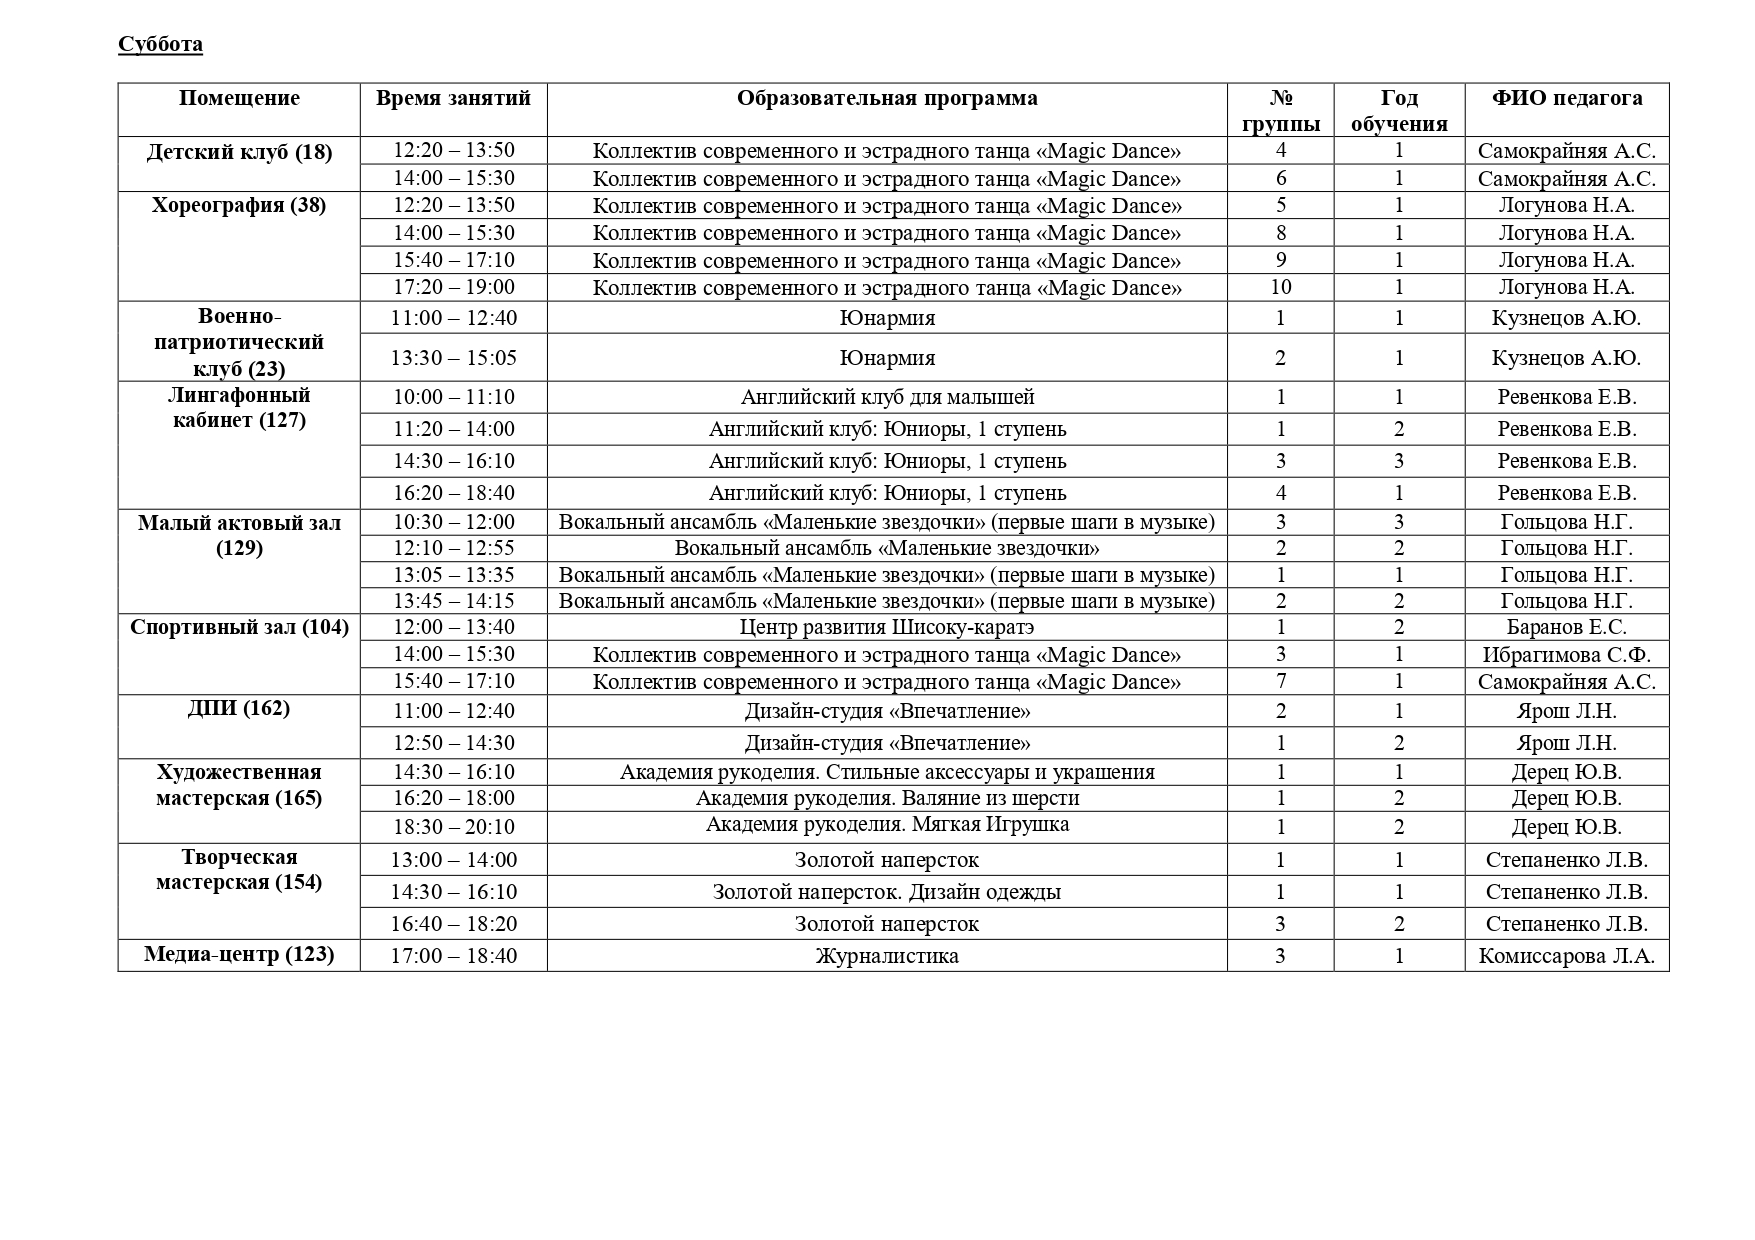 Суббота
Помещение Время занятий Образовательная программа № группы Год обучения ФИО педагога
Детский клуб (18) 12:20 – 13:50 Коллектив современного и эстрадного танца «Magic Dance» 4 1 Самокрайняя А.С.
14:00 – 15:30 Коллектив современного и эстрадного танца «Magic Dance» 6 1 Самокрайняя А.С.
Хореография (38) 12:20 – 13:50 Коллектив современного и эстрадного танца «Magic Dance» 5 1 Логунова Н.А.
14:00 – 15:30 Коллектив современного и эстрадного танца «Magic Dance» 8 1 Логунова Н.А.
15:40 – 17:10 Коллектив современного и эстрадного танца «Magic Dance» 9 1 Логунова Н.А.
17:20 – 19:00 Коллектив современного и эстрадного танца «Magic Dance» 10 1 Логунова Н.А.
Военно-патриотический клуб (23) 11:00 – 12:40 Юнармия 1 1 Кузнецов А.Ю.
13:30 – 15:05 Юнармия 2 1 Кузнецов А.Ю.
Лингафонный кабинет (127) 10:00 – 11:10 Английский клуб для малышей 1 1 Ревенкова Е.В.
11:20 – 14:00 Английский клуб: Юниоры, 1 ступень 1 2 Ревенкова Е.В.
14:30 – 16:10 Английский клуб: Юниоры, 1 ступень 3 3 Ревенкова Е.В.
16:20 – 18:40 Английский клуб: Юниоры, 1 ступень 4 1 Ревенкова Е.В.
Малый актовый зал (129) 10:30 – 12:00 Вокальный ансамбль «Маленькие звездочки» (первые шаги в музыке) 3 3 Гольцова Н.Г.
12:10 – 12:55 Вокальный ансамбль «Маленькие звездочки» 2 2 Гольцова Н.Г.
13:05 – 13:35 Вокальный ансамбль «Маленькие звездочки» (первые шаги в музыке) 1 1 Гольцова Н.Г.
13:45 – 14:15 Вокальный ансамбль «Маленькие звездочки» (первые шаги в музыке) 2 2 Гольцова Н.Г.
Спортивный зал (104) 12:00 – 13:40 Центр развития Шисоку-каратэ 1 2 Баранов Е.С.
14:00 – 15:30 Коллектив современного и эстрадного танца «Magic Dance» 3 1 Ибрагимова С.Ф.
15:40 – 17:10 Коллектив современного и эстрадного танца «Magic Dance» 7 1 Самокрайняя А.С.
ДПИ (162) 11:00 – 12:40 Дизайн-студия «Впечатление» 2 1 Ярош Л.Н.
12:50 – 14:30 Дизайн-студия «Впечатление» 1 2 Ярош Л.Н.
Художественная мастерская (165) 14:30 – 16:10 Академия рукоделия. Стильные аксессуары и украшения 1 1 Дерец Ю.В.
16:20 – 18:00 Академия рукоделия. Валяние из шерсти 1 2 Дерец Ю.В.
18:30 – 20:10 Академия рукоделия. Мягкая Игрушка 1 2 Дерец Ю.В.
Творческая мастерская (154) 13:00 – 14:00 Золотой наперсток 1 1 Степаненко Л.В.
14:30 – 16:10 Золотой наперсток. Дизайн одежды 1 1 Степаненко Л.В.
16:40 – 18:20 Золотой наперсток 3 2 Степаненко Л.В.
Медиа-центр (123) 17:00 – 18:40 Журналистика 3 1 Комиссарова Л.А.